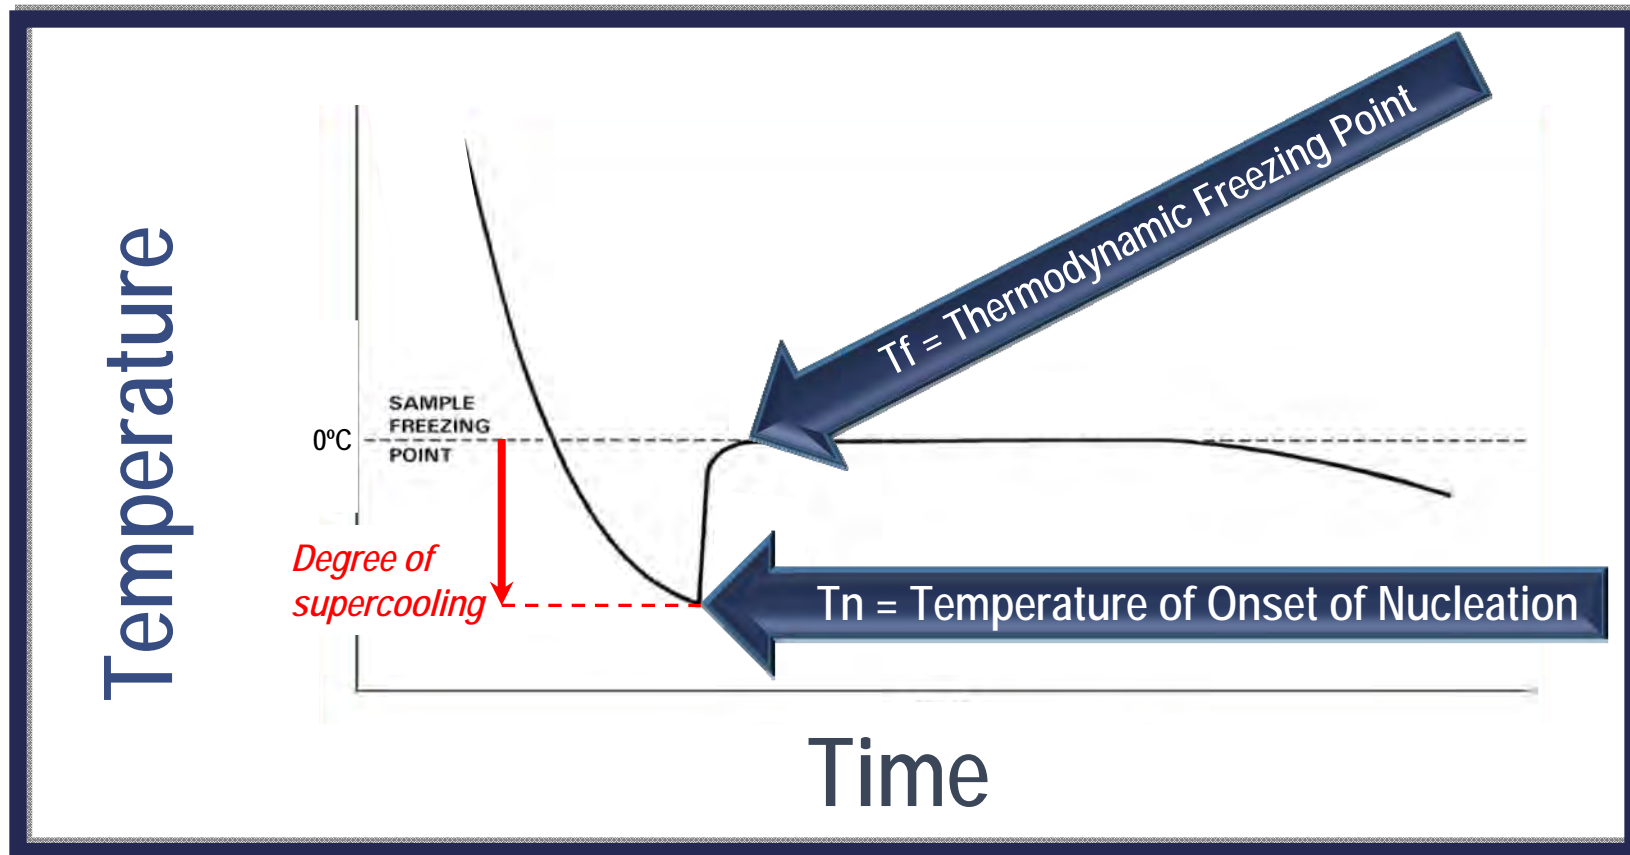 Temperature
Tf = Thermodynamic Freezing Point
SAMPLE
FREEZING
0ºC
POINT
Degree of
supercooling
Tn = Temperature of Onset of Nucleation
Time